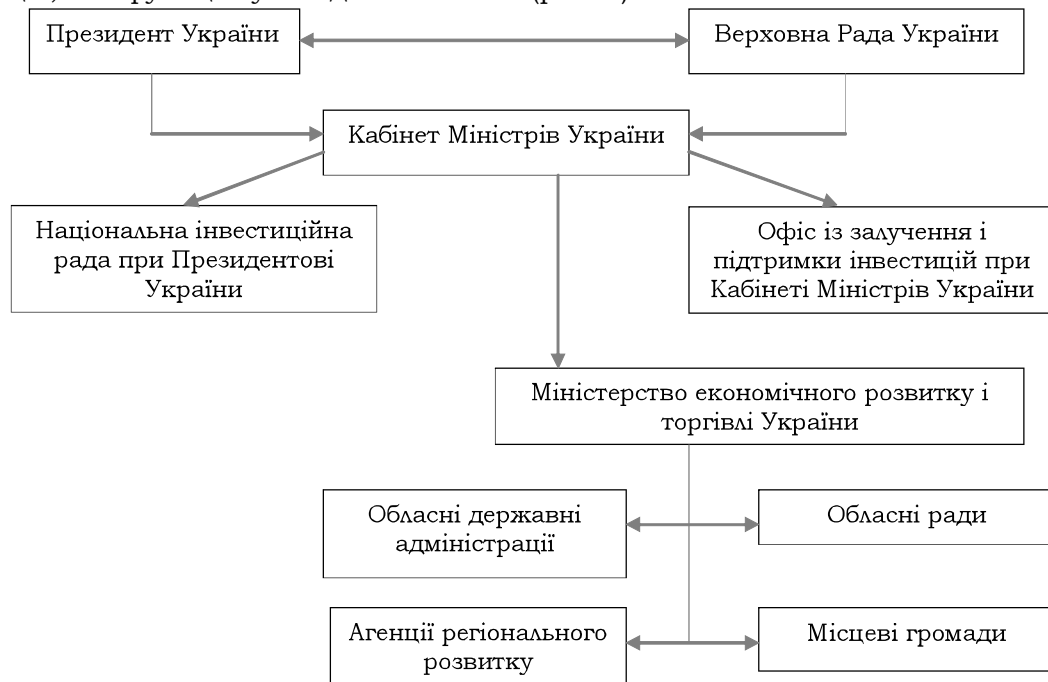 Президент України
Верховна Рада України
Кабінет Міністрів України
Національна інвестиційна
рада при Президентові
України
Офіс із залучення і
підтримки інвестицій при
Кабінеті Міністрів України
Міністерство економічного розвитку і
торгівлі України
Обласні державні
адміністрації
Обласні ради
Агенції регіонального
розвитку
Місцеві громади